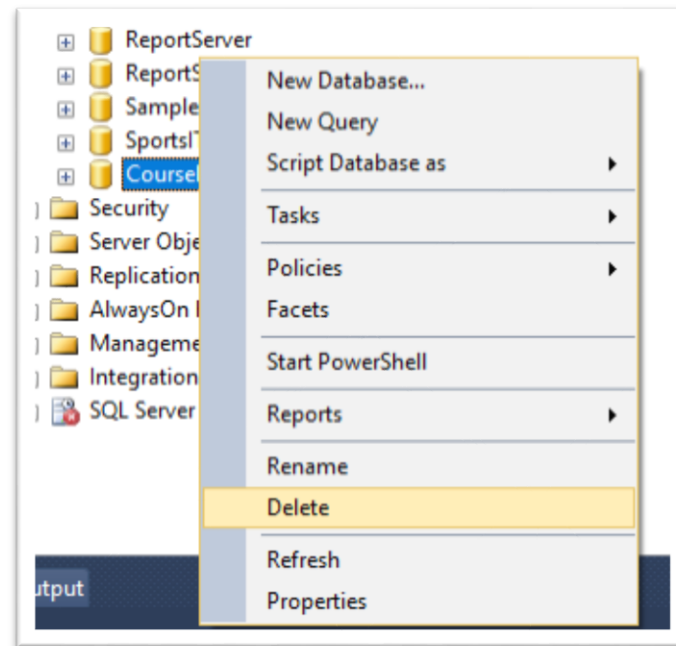 ReportServer
ReportS
Sample
SportsI
Course
Security
Server Obje
Replication
AlwaysOn
Manageme
Integration
SQL Server
New Database...
New Query
Script Database as
Tasks
Policies
Facets
Start PowerShell
Reports
Rename
Delete
Refresh
Properties
utput